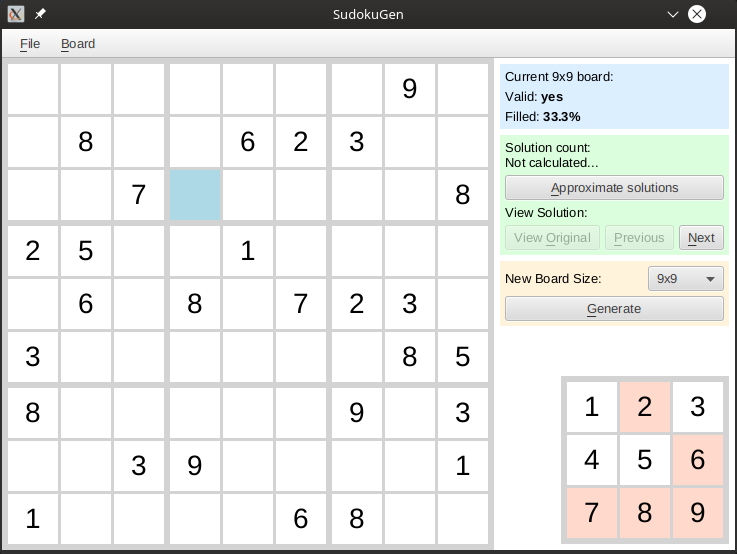 SudokuGen
File Board
9
8 6 2 3
7 8
2 5 1
6 8 7 2 3
3 8 5
8 9 3
3 9 1
1 6 8
Current 9x9 board:
Valid: yes
Filled: 33.3%
Solution count:
Not calculated...
Approximate solutions
View Solution:
View Original Previous Next
New Board Size: 9x9
Generate
1 2 3
4 5 6
7 8 9